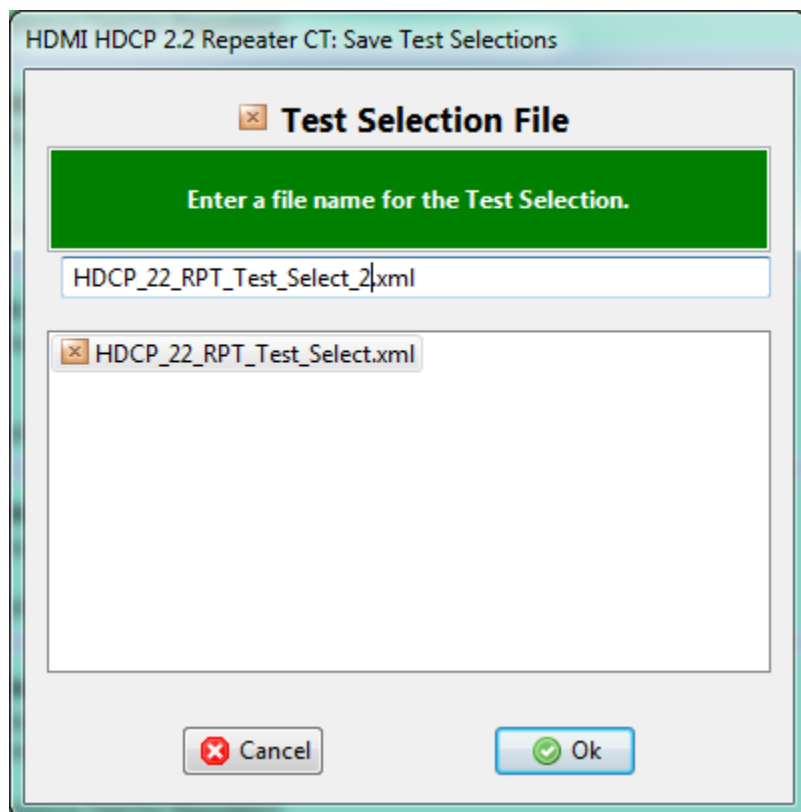 HDMI HDCP 2.2 Repeater CT: Save Test Selections
Test Selection File
Enter a file name for the Test Selection.
HDCP_22_RPT_Test_Select_2.xml
HDCP_22_RPT_Test_Select.xml
Cancel
Ok